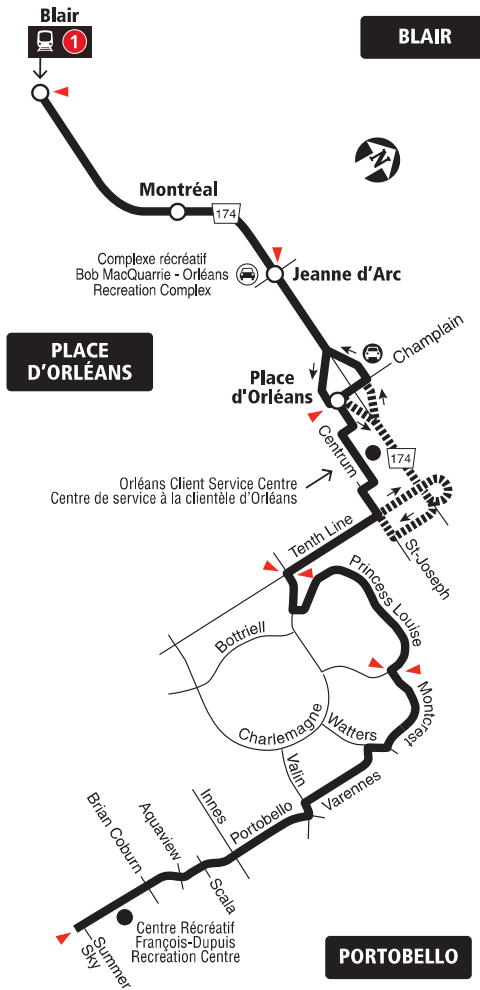 Blair
1
BLAIR
N
Montréal
174
Complexe récréatif
Bob MacQuarrie - Orléans
Recreation Complex
Jeanne d'Arc
PLACE
D'ORLÉANS
Champlain
Place
d'Orléans
Centrum
174
Orléans Client Service Centre
Centre de service à la clientèle d'Orléans
Tenth Line
St-Joseph
Princess Louise
Bottriell
Montcrest
Charlemagne
Watters
Valin
Varennes
Innes
Portobello
Brian Coburn
Aquaview
Scala
Centre Récréatif
François-Dupuis
Recreation Centre
Summer
Sky
PORTOBELLO